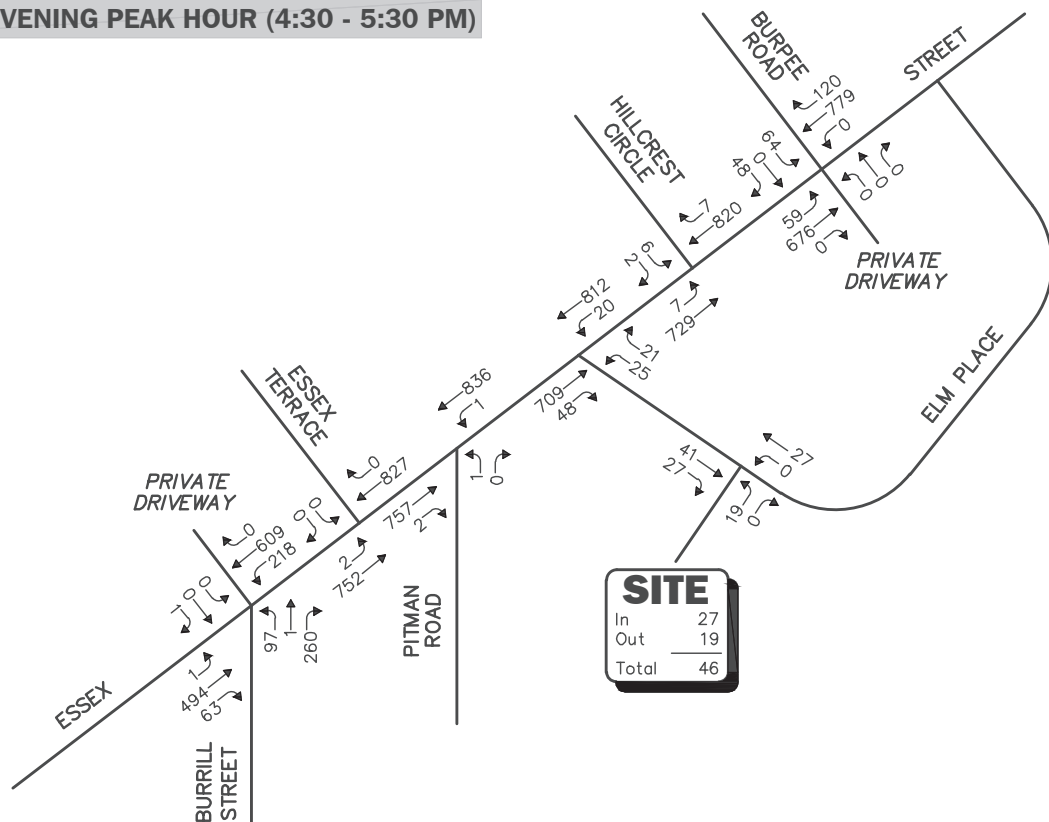 VENING PEAK HOUR (4:30 - 5:30 PM)
BURPEE
ROAD
STREET
120
779
0
HILLCREST
CIRCLE
64
0
48
0
0
0
7
820
59
676
0
PRIVATE
DRIVEWAY
6
2
812
20
7
729
21
25
ELM PLACE
836
1
709
48
ESSEX
TERRACE
0
827
1
0
41
27
27
0
PRIVATE
DRIVEWAY
0
609
218
0
0
757
2
19
0
2
752
0
0
1
97
1
260
PITMAN
ROAD
SITE
In 27
Out 19
Total 46
1
494
63
ESSEX
BURRILL
STREET